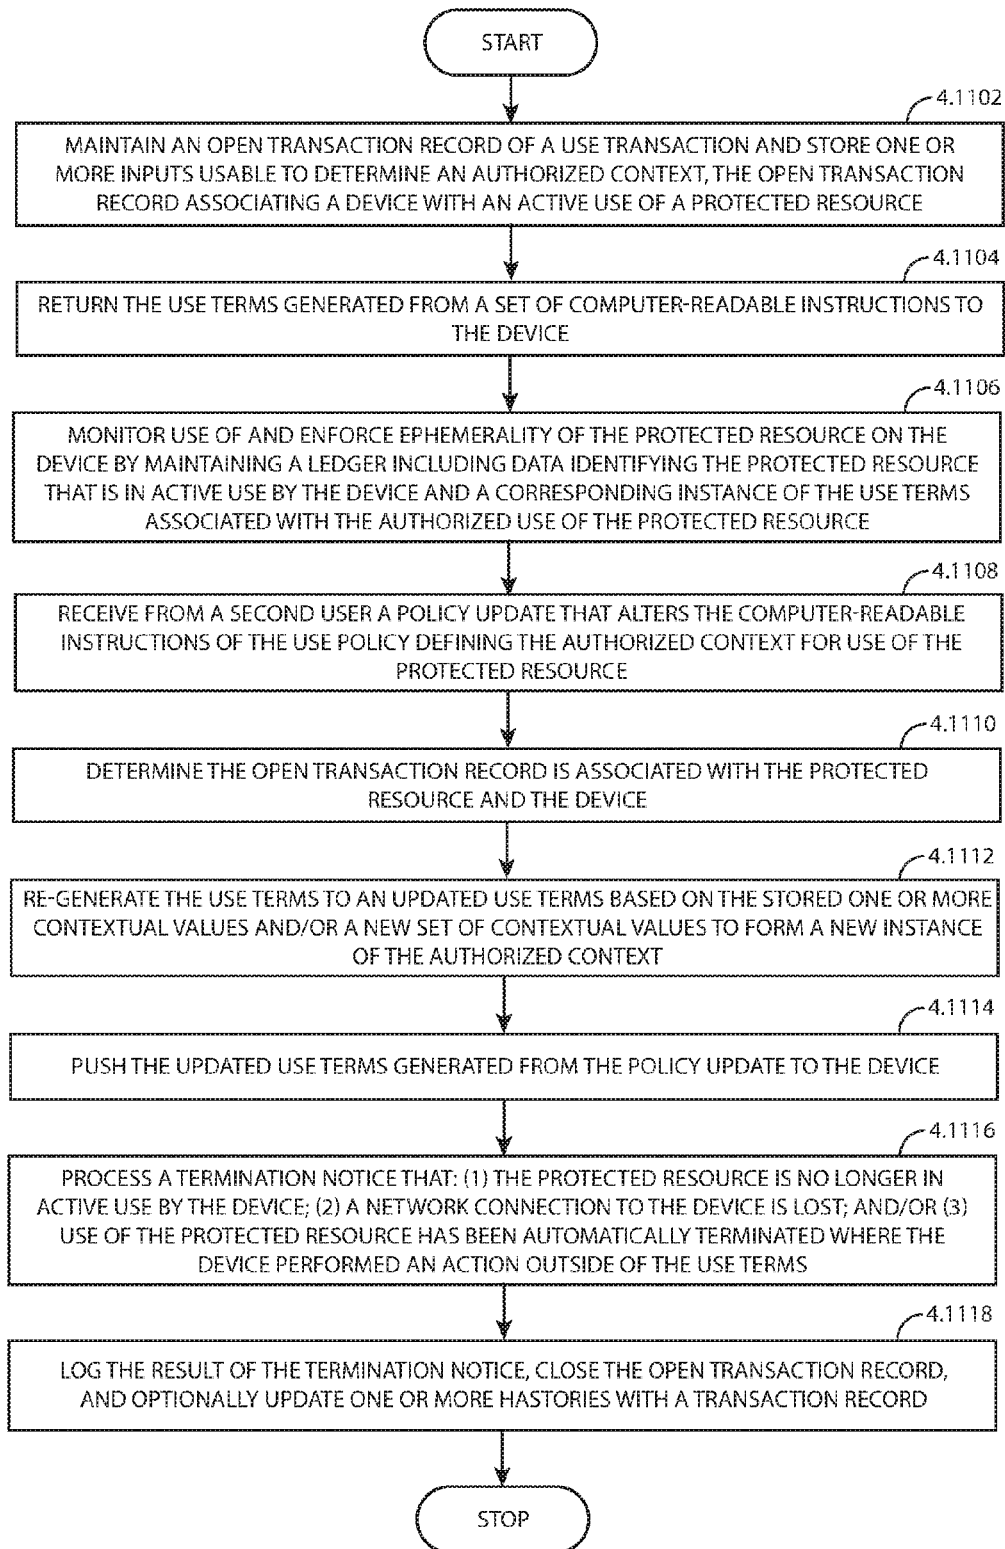 START
4.1102
MAINTAIN AN OPEN TRANSACTION RECORD OF A USE TRANSACTION AND STORE ONE OR
MORE INPUTS USABLE TO DETERMINE AN AUTHORIZED CONTEXT, THE OPEN TRANSACTION
RECORD ASSOCIATING A DEVICE WITH AN ACTIVE USE OF A PROTECTED RESOURCE
4.1104
RETURN THE USE TERMS GENERATED FROM A SET OF COMPUTER-READABLE INSTRUCTIONS TO
THE DEVICE
4.1106
MONITOR USE OF AND ENFORCE EPHEMERALITY OF THE PROTECTED RESOURCE ON THE
DEVICE BY MAINTAINING A LEDGER INCLUDING DATA IDENTIFYING THE PROTECTED RESOURCE
THAT IS IN ACTIVE USE BY THE DEVICE AND A CORRESPONDING INSTANCE OF THE USE TERMS
ASSOCIATED WITH THE AUTHORIZED USE OF THE PROTECTED RESOURCE
4.1108
RECEIVE FROM A SECOND USER A POLICY UPDATE THAT ALTERS THE COMPUTER-READABLE
INSTRUCTIONS OF THE USE POLICY DEFINING THE AUTHORIZED CONTEXT FOR USE OF THE
PROTECTED RESOURCE
4.1110
DETERMINE THE OPEN TRANSACTION RECORD IS ASSOCIATED WITH THE PROTECTED
RESOURCE AND THE DEVICE
4.1112
RE-GENERATE THE USE TERMS TO AN UPDATED USE TERMS BASED ON THE STORED ONE OR MORE
CONTEXTUAL VALUES AND/OR A NEW SET OF CONTEXTUAL VALUES TO FORM A NEW INSTANCE
OF THE AUTHORIZED CONTEXT
4.1114
PUSH THE UPDATED USE TERMS GENERATED FROM THE POLICY UPDATE TO THE DEVICE
4.1116
PROCESS A TERMINATION NOTICE THAT: (1) THE PROTECTED RESOURCE IS NO LONGER IN
ACTIVE USE BY THE DEVICE; (2) A NETWORK CONNECTION TO THE DEVICE IS LOST; AND/OR (3)
USE OF THE PROTECTED RESOURCE HAS BEEN AUTOMATICALLY TERMINATED WHERE THE
DEVICE PERFORMED AN ACTION OUTSIDE OF THE USE TERMS
4.1118
LOG THE RESULT OF THE TERMINATION NOTICE, CLOSE THE OPEN TRANSACTION RECORD,
AND OPTIONALLY UPDATE ONE OR MORE HASTORIES WITH A TRANSACTION RECORD
STOP